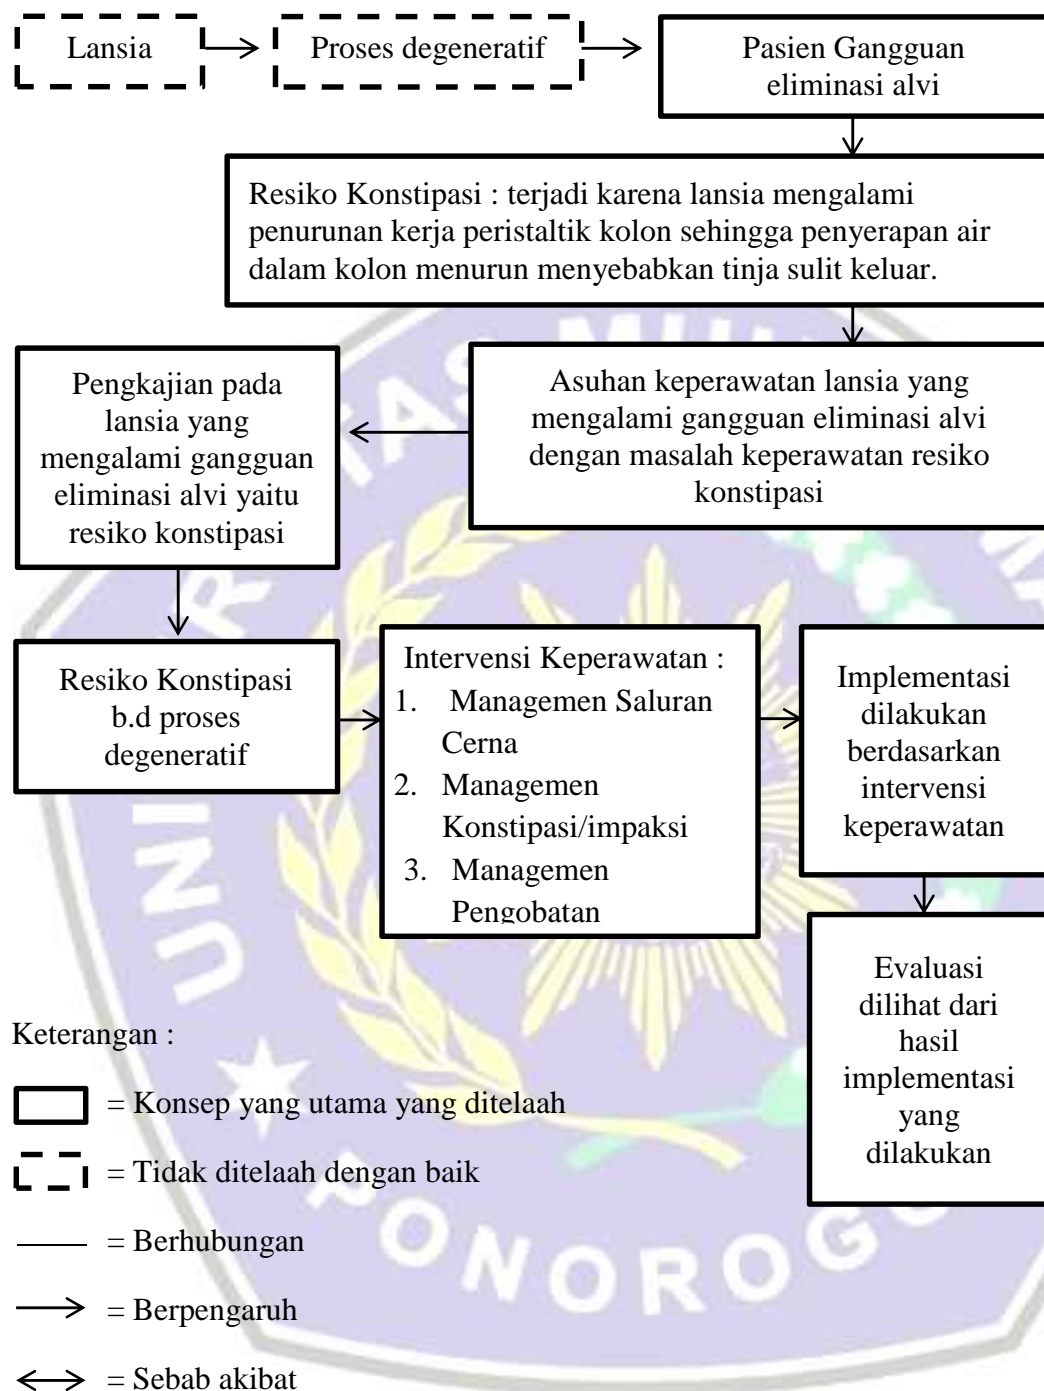 Lansia
Proses degeneratif
Pasien Gangguan
eliminasi alvi
Resiko Konstipasi : terjadi karena lansia mengalami
penurunan kerja peristaltik kolon sehingga penyerapan air
dalam kolon menurun menyebabkan tinja sulit keluar.
Asuhan keperawatan lansia yang
mengalami gangguan eliminasi alvi
dengan masalah keperawatan resiko
konstipasi
Pengkajian pada
lansia yang
mengalami gangguan
eliminasi alvi yaitu
resiko konstipasi
Resiko Konstipasi
b.d proses
degeneratif
Intervensi Keperawatan :
1. Managemen Saluran
Cerna
2. Managemen
Konstipasi/impaksi
3. Managemen
Pengobatan
Implementasi
dilakukan
berdasarkan
intervensi
keperawatan
Evaluasi
dilihat dari
hasil
implementasi
yang
dilakukan
Keterangan :
= Konsep yang utama yang ditelaah
= Tidak ditelaah dengan baik
= Berhubungan
= Berpengaruh
= Sebab akibat
PONOROGO